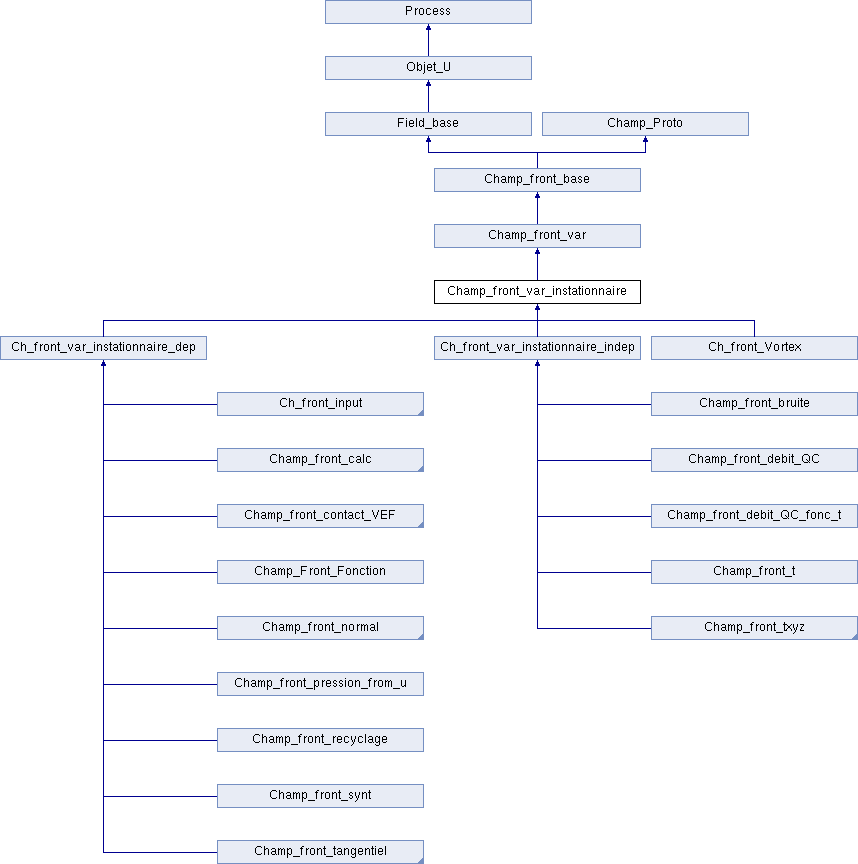 Process
Objet_U
Field_base
Champ_Proto
Champ_front_base
Champ_front_var
Champ_front_var_instationnaire
Ch_front_var_instationnaire_dep
Ch_front_var_instationnaire_indep
Ch_front_Vortex
Ch_front_input
Champ_front_bruite
Champ_front_calc
Champ_front_debit_QC
Champ_front_contact_VEF
Champ_front_debit_QC_fonc_t
Champ_Front_Fonction
Champ_front_t
Champ_front_normal
Champ_front_txyz
Champ_front_pression_from_u
Champ_front_recyclage
Champ_front_synt
Champ_front_tangentiel